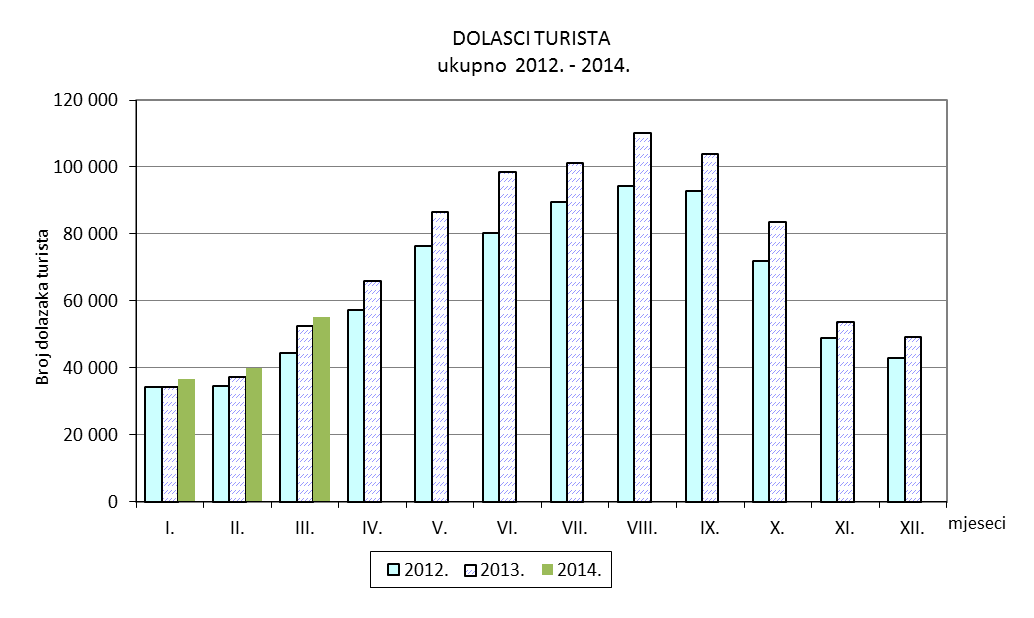 DOLASCI TURISTA
ukupno 2012. - 2014.
Broj dolazaka turista
120 000
100 000
80 000
60 000
40 000
20 000
0
I. II. III. IV. V. VI. VII. VIII. IX. X. XI. XII. mjeseci
2012. 2013. 2014.